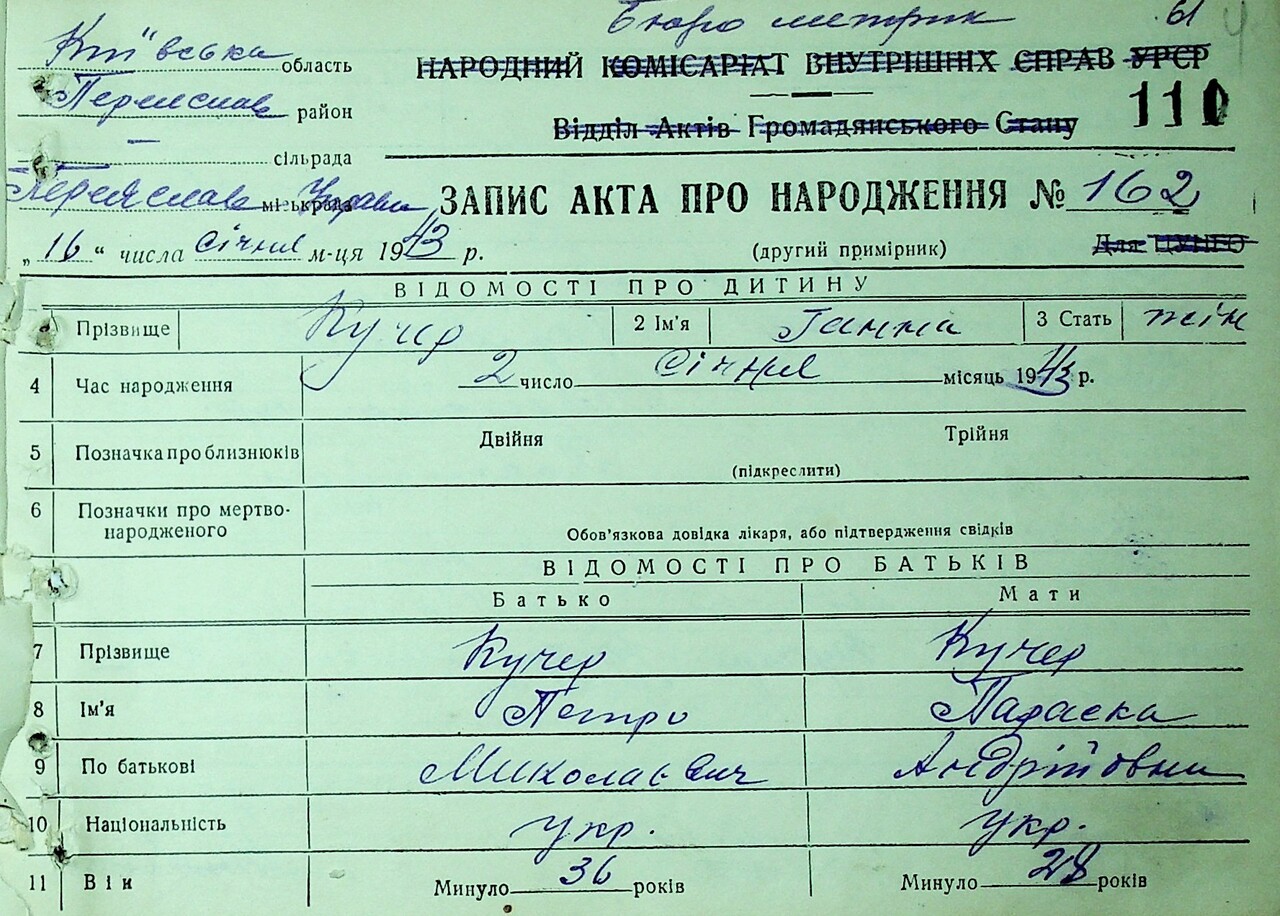 Бюро метрик 61
Київська область
НАРОДНИЙ КОМІСАРІАТ ВНУТРІШНІХ СПРАВ УРСР
Переяслав район
Відділ Актів Громадянського Стану 110
— сільрада
Переяслав міськрада Управи
ЗАПИС АКТА ПРО НАРОДЖЕННЯ № 162
„16“ числа Січня м-ця 1943 р.
(другий примірник) Для ЦУНГО
ВІДОМОСТІ ПРО ДИТИНУ
Прізвище Кучер 2 Ім'я Ганна 3 Стать жін
4 Час народження 2 число Січня місяць 1943 р.
5 Позначка про близнюків Двійня Трійня
(підкреслити)
6 Позначки про мертво-
народженого
Обов'язкова довідка лікаря, або підтвердження свідків
ВІДОМОСТІ ПРО БАТЬКІВ
Батько Мати
7 Прізвище Кучер Кучер
8 Ім'я Петро Параска
9 По батькові Миколаєвич Андрійовна
10 Національність укр. укр.
11 Вік Минуло 36 років Минуло 28 років